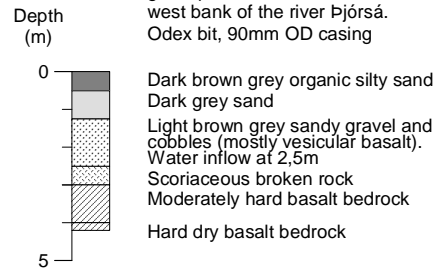 west bank of the river Þjórsá.
Odex bit, 90mm OD casing
Depth
(m)
0
Dark brown grey organic silty sand
Dark grey sand
Light brown grey sandy gravel and
cobbles (mostly vesicular basalt).
Water inflow at 2,5m
Scoriaceous broken rock
Moderately hard basalt bedrock
Hard dry basalt bedrock
5